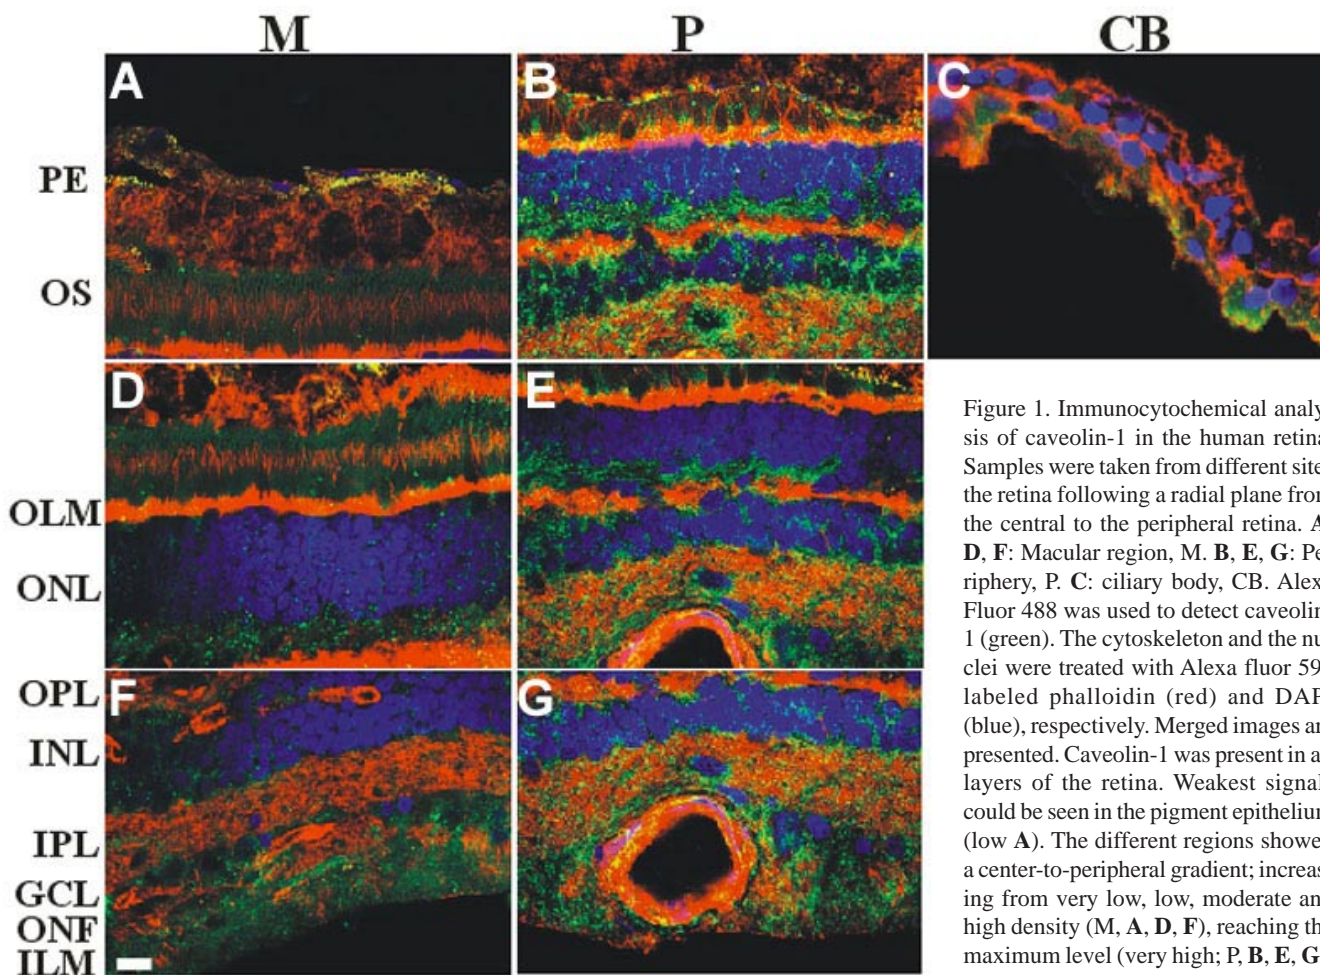 M P CB
A B C
PE
OS
D E
OLM
ONL
F G
OPL
INL
IPL
GCL
ONF
ILM
Figure 1. Immunocytochemical analy
sis of caveolin-1 in the human retina
Samples were taken from different site
the retina following a radial plane from
the central to the peripheral retina. A
D, F: Macular region, M. B, E, G: Pe
riphery, P. C: ciliary body, CB. Alex
Fluor 488 was used to detect caveolin
1 (green). The cytoskeleton and the nu
clei were treated with Alexa fluor 59
labeled phalloidin (red) and DAP
(blue), respectively. Merged images ar
presented. Caveolin-1 was present in a
layers of the retina. Weakest signal
could be seen in the pigment epithelium
(low A). The different regions showe
a center-to-peripheral gradient; increas
ing from very low, low, moderate an
high density (M, A, D, F), reaching th
maximum level (very high; P, B, E, G